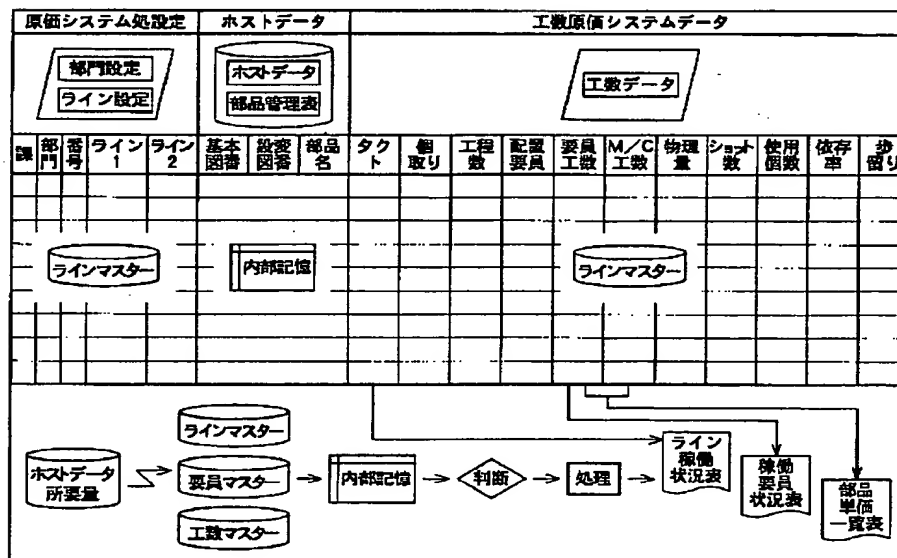 原価システム処設定 ホストデータ 工数原価システムデータ
部門設定
ライン設定
ホストデータ
部品管理表
工数データ
課 部門 番号 ライン1 ライン2 基本図番 設変図番 部品名 タクト 個取り 工程数 配置要員 要員工数 M/C工数 物理量 ショット数 使用個数 依存率 歩留り
ラインマスター
内部記憶
ラインマスター
ラインマスター
ホストデータ
所要量
要員マスター
工数マスター
内部記憶
判断
処理
ライン
稼働
状況表
稼働
要員
状況表
部品
単価
一覧表